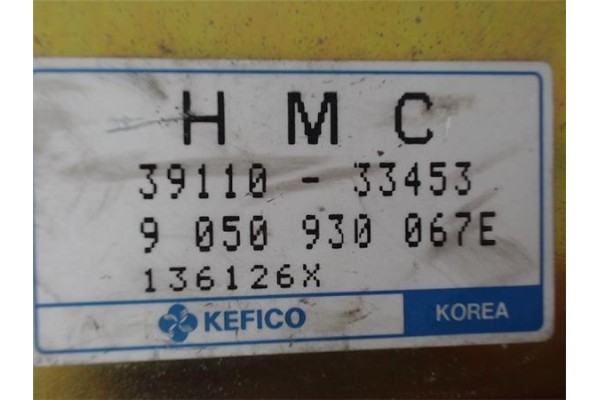 H M C
39110 - 33453
9 050 930 067E
136126X
KEFICO KOREA